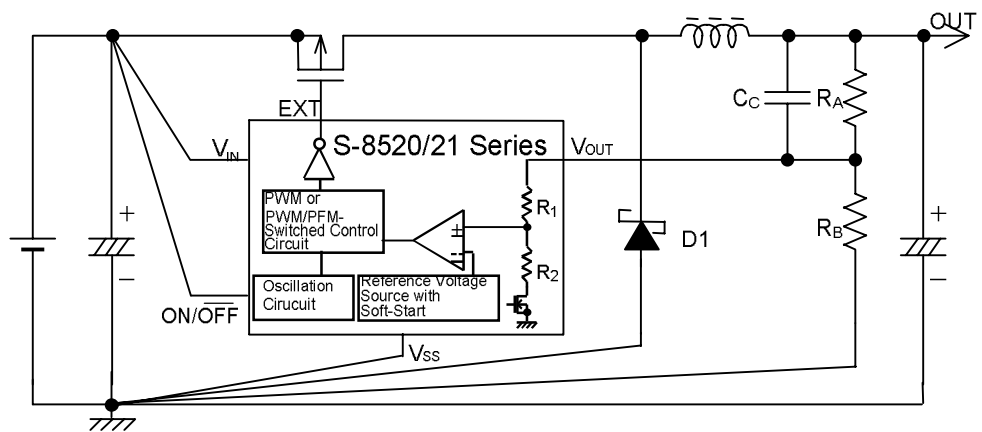 OUT
EXT
CC
RA
S-8520/21 Series
VOUT
VIN
PWM or
PWM/PFM-
Switched Control
Circuit
+
-
R1
+
RB
+
-
D1
R2
+
-
Oscillation
Cirucuit
Reference Voltage
Source with
Soft-Start
ON/OFF
VSS